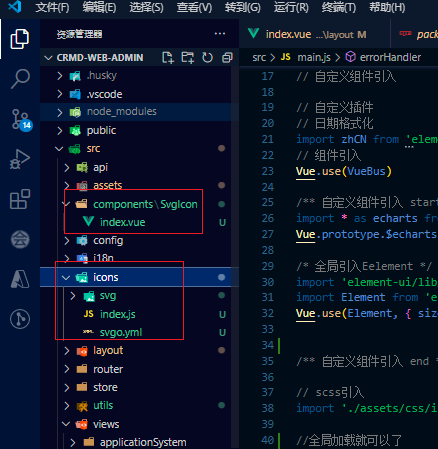 文件(F) 编辑(E) 选择(S) 查看(V) 转到(G) 运行(R) 终端(T) 帮助(H)
资源管理器 ...
CRMD-WEB-ADMIN
.husky
.vscode
node_modules
public
src
api
assets
components\SvgIcon
index.vue U
config
i18n
icons
svg
index.js U
svgo.yml U
layout
router
store
utils
views
applicationSystem
14
index.vue ...\layout M
src > JS main.js > errorHandler
17 // 自定义组件引入
18
19 // 自定义插件
20 // 日期格式化
21 import zhCN from 'eleme
22 // 组件引入
23 Vue.use(VueBus)
24
25 /** 自定义组件引入 start
26 import * as echarts fro
27 Vue.prototype.$echarts
28
29 /* 全局引入Eelement */
30 import 'element-ui/lib
31 import Element from 'e
32 Vue.use(Element, { siz
33
34
35 /** 自定义组件引入 end *
36
37 // scss引入
38 import './assets/css/i
39
40 //全局加载就可以了